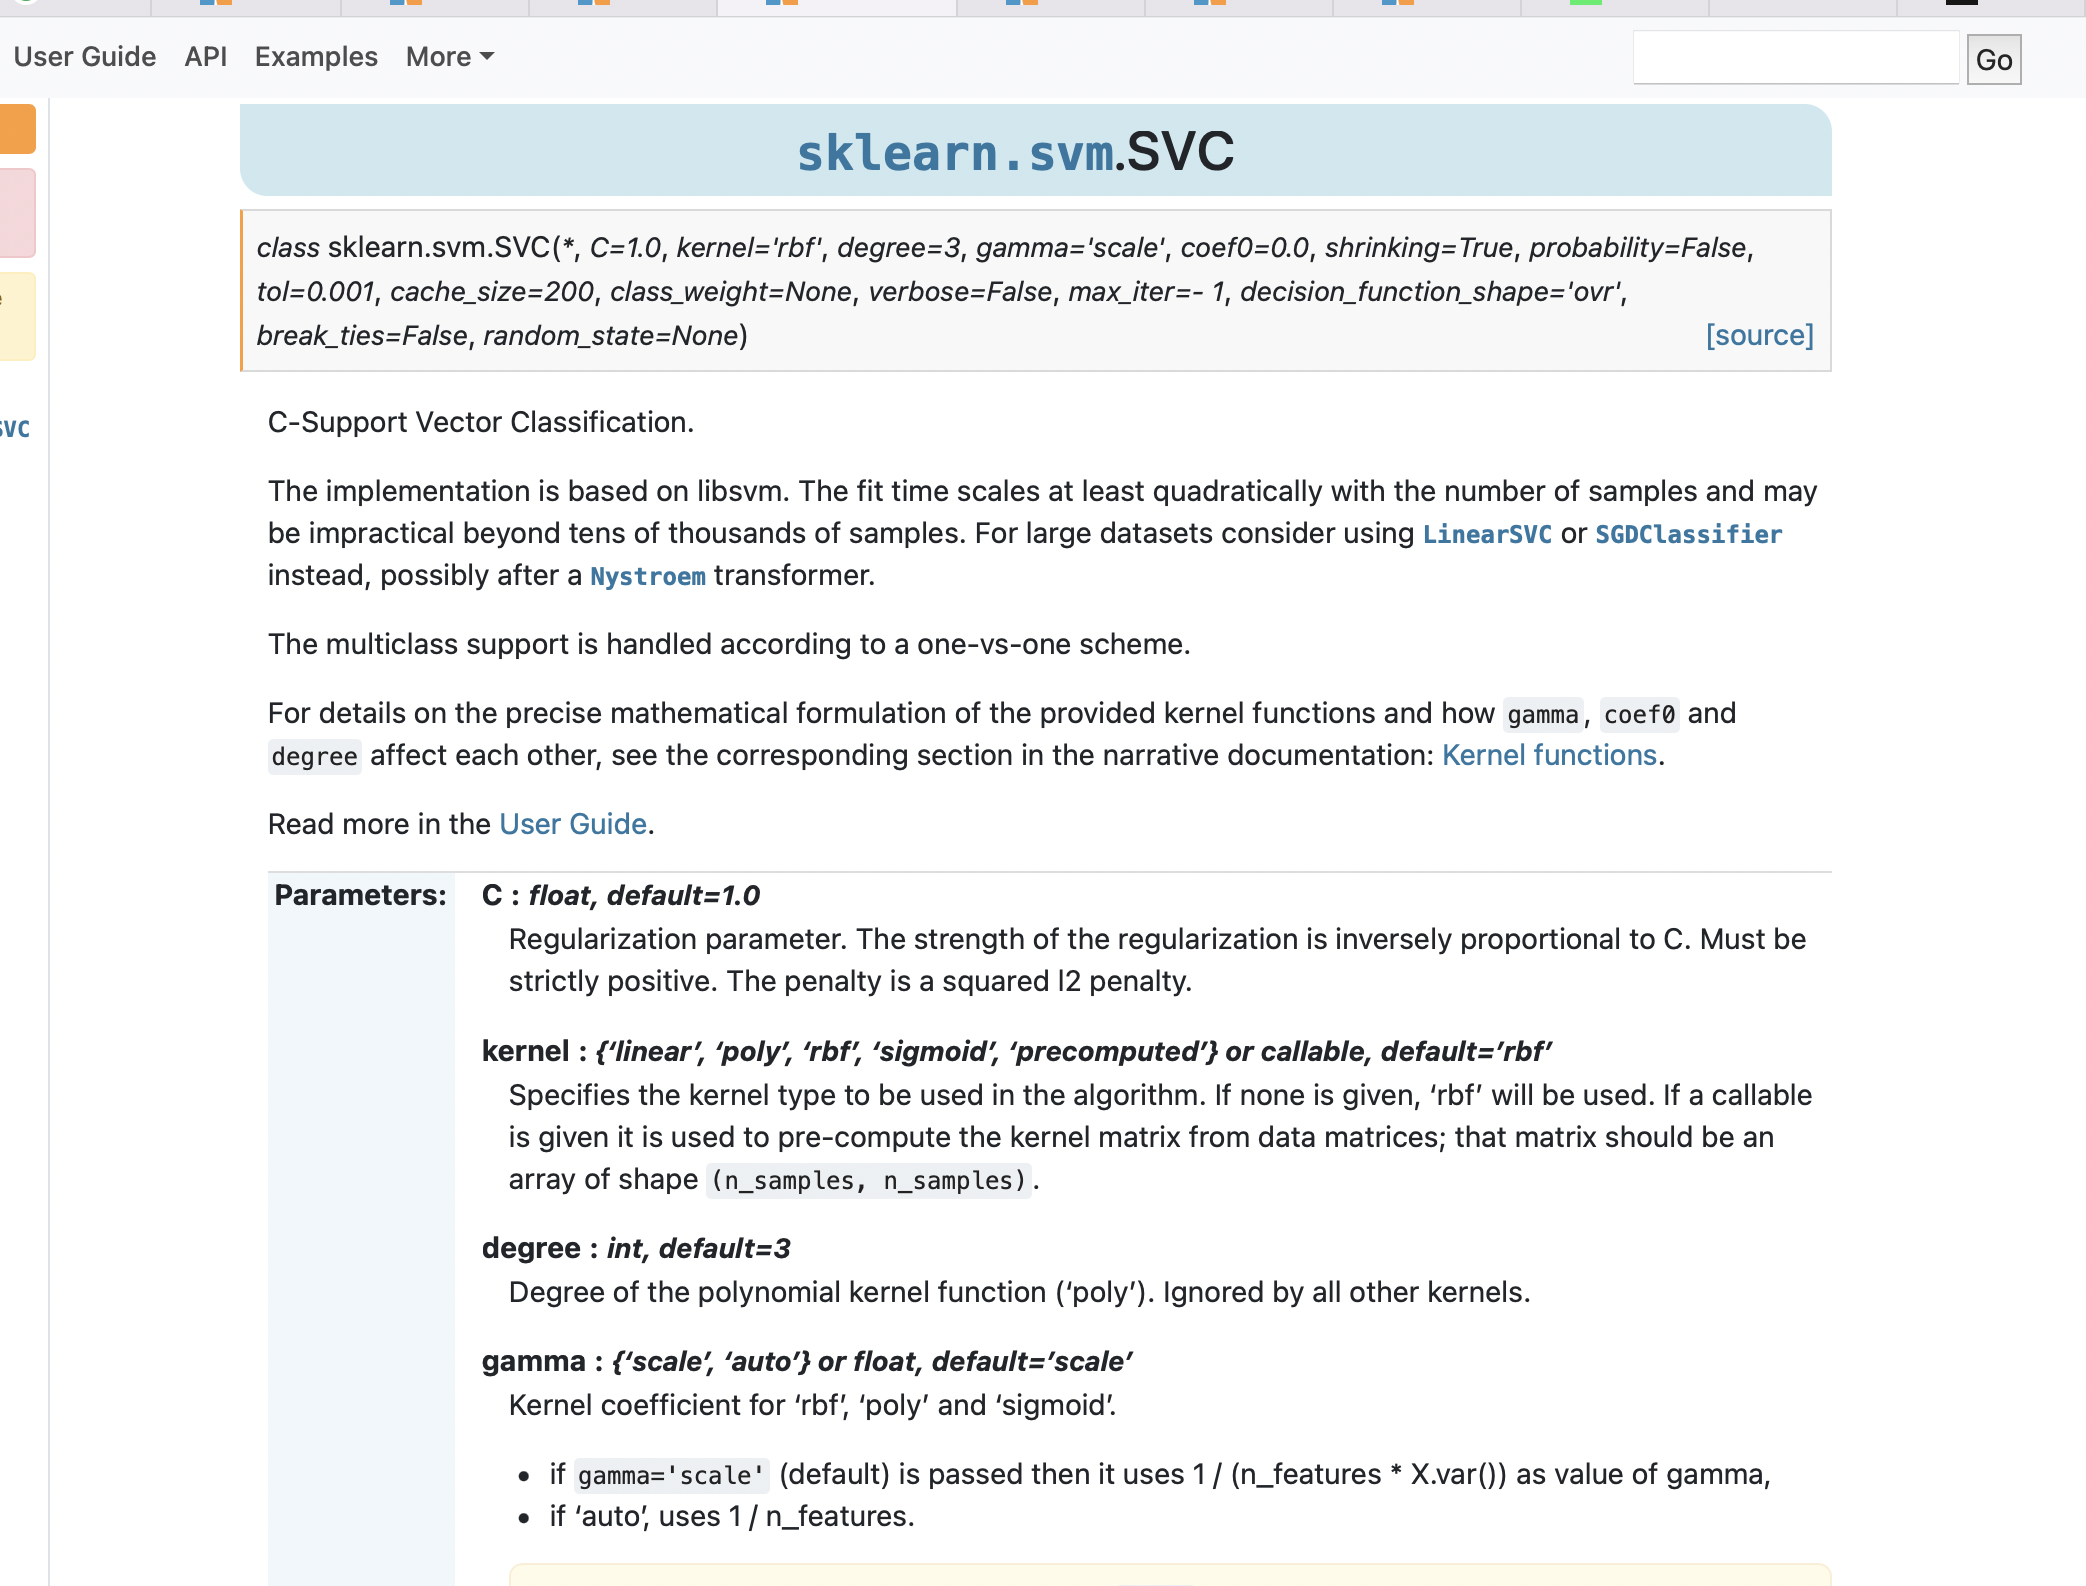 User Guide API Examples More
Go
sklearn.svm.SVC
class sklearn.svm.SVC(*, C=1.0, kernel='rbf', degree=3, gamma='scale', coef0=0.0, shrinking=True, probability=False,
tol=0.001, cache_size=200, class_weight=None, verbose=False, max_iter=- 1, decision_function_shape='ovr',
break_ties=False, random_state=None) [source]
SVC
C-Support Vector Classification.
The implementation is based on libsvm. The fit time scales at least quadratically with the number of samples and may
be impractical beyond tens of thousands of samples. For large datasets consider using LinearSVC or SGDClassifier
instead, possibly after a Nystroem transformer.
The multiclass support is handled according to a one-vs-one scheme.
For details on the precise mathematical formulation of the provided kernel functions and how gamma, coef0 and
degree affect each other, see the corresponding section in the narrative documentation: Kernel functions.
Read more in the User Guide.
Parameters: C : float, default=1.0
Regularization parameter. The strength of the regularization is inversely proportional to C. Must be
strictly positive. The penalty is a squared l2 penalty.
kernel : {‘linear’, ‘poly’, ‘rbf’, ‘sigmoid’, ‘precomputed’} or callable, default=’rbf’
Specifies the kernel type to be used in the algorithm. If none is given, ‘rbf’ will be used. If a callable
is given it is used to pre-compute the kernel matrix from data matrices; that matrix should be an
array of shape (n_samples, n_samples).
degree : int, default=3
Degree of the polynomial kernel function (‘poly’). Ignored by all other kernels.
gamma : {‘scale’, ‘auto’} or float, default=’scale’
Kernel coefficient for ‘rbf’, ‘poly’ and ‘sigmoid’.
• if gamma='scale' (default) is passed then it uses 1 / (n_features * X.var()) as value of gamma,
• if ‘auto’, uses 1 / n_features.